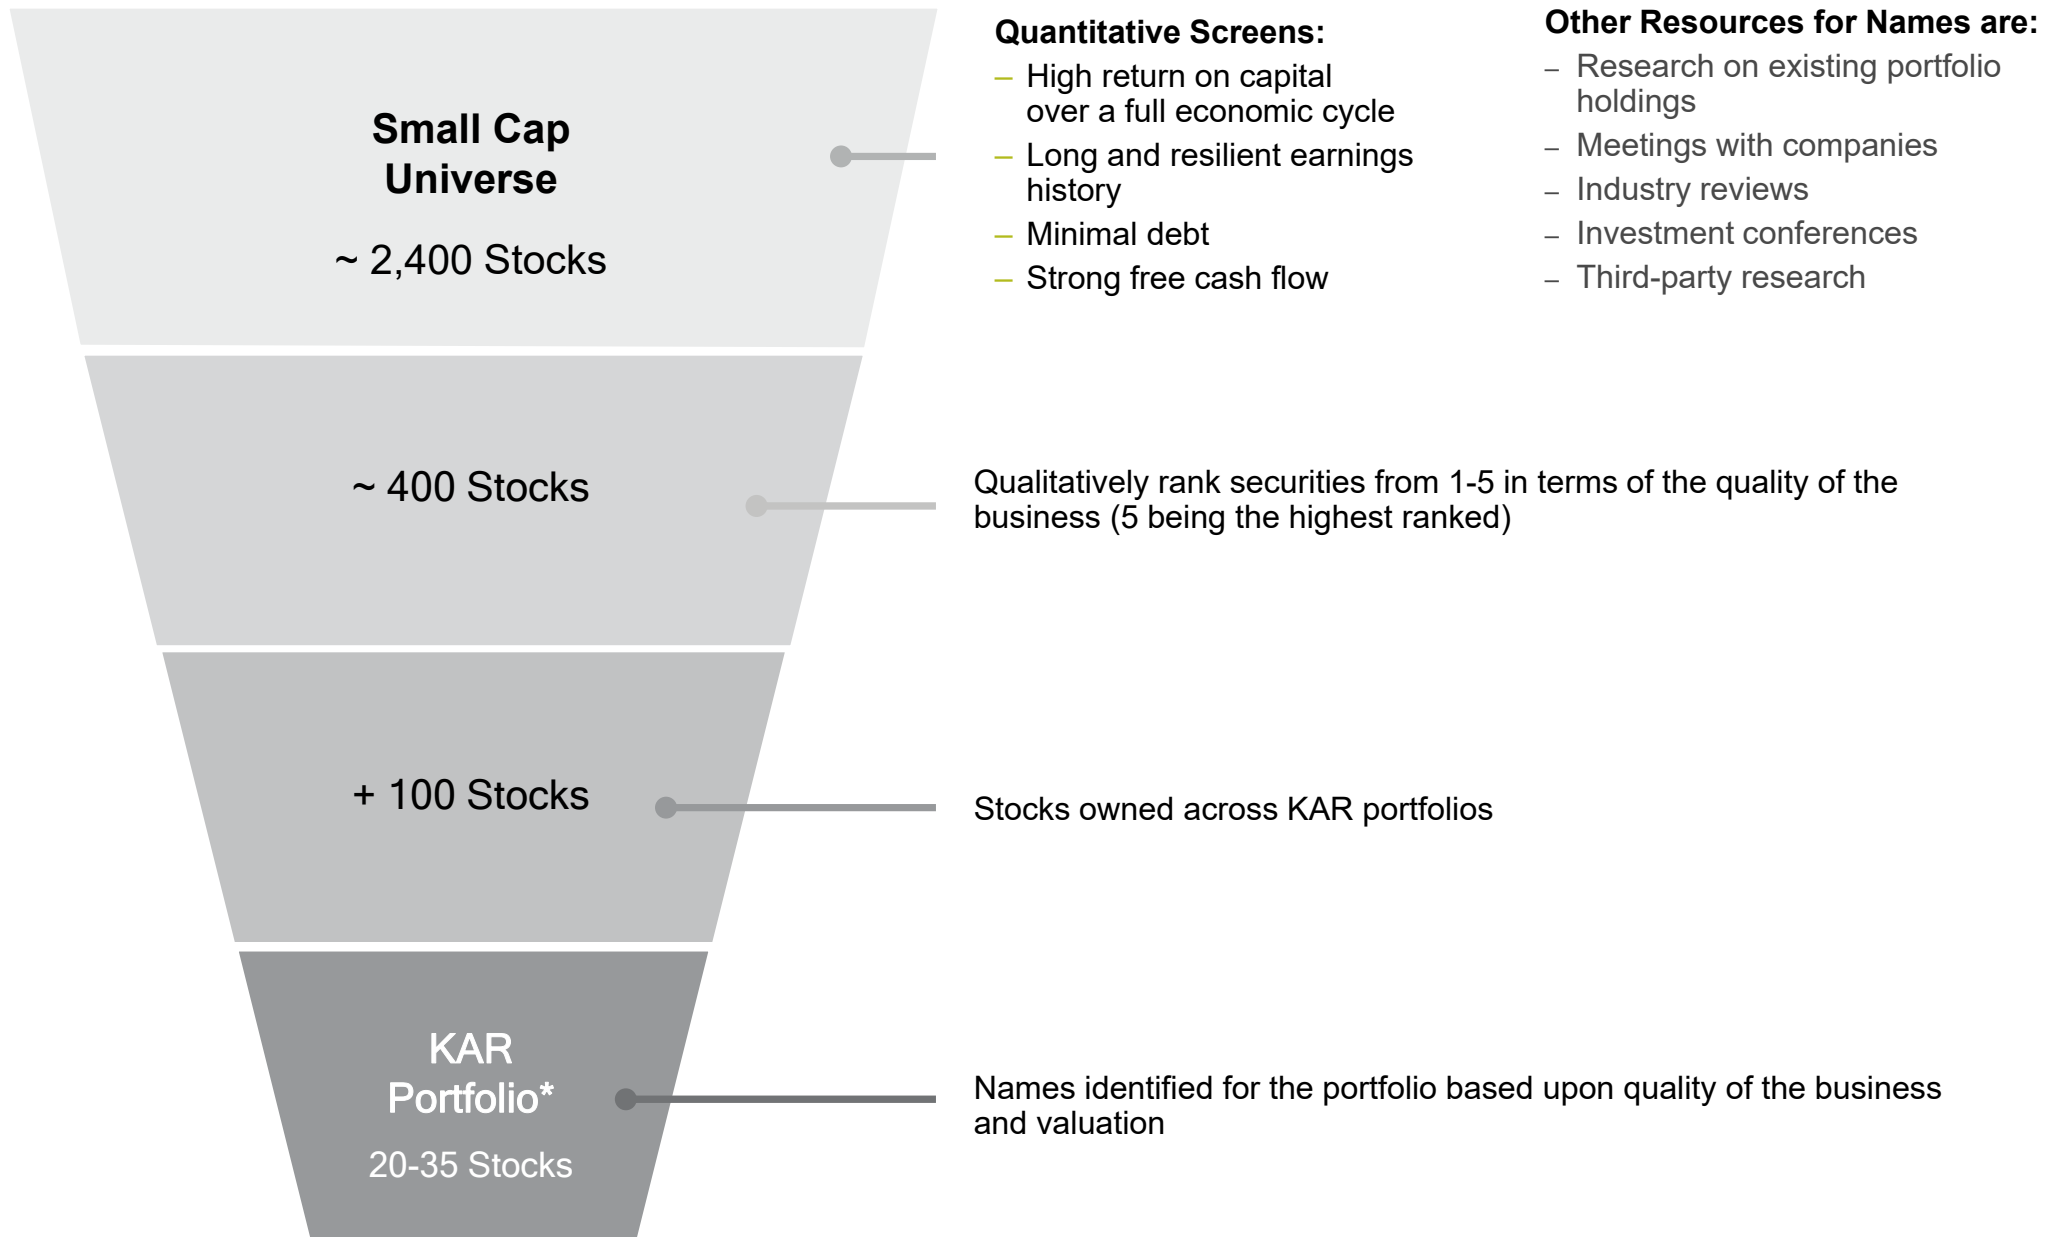 Small Cap
Universe
~ 2,400 Stocks
Quantitative Screens:
– High return on capital
over a full economic cycle
– Long and resilient earnings
history
– Minimal debt
– Strong free cash flow
Other Resources for Names are:
– Research on existing portfolio
holdings
– Meetings with companies
– Industry reviews
– Investment conferences
– Third-party research
~ 400 Stocks
Qualitatively rank securities from 1-5 in terms of the quality of the
business (5 being the highest ranked)
+ 100 Stocks
Stocks owned across KAR portfolios
KAR
Portfolio*
20-35 Stocks
Names identified for the portfolio based upon quality of the business
and valuation